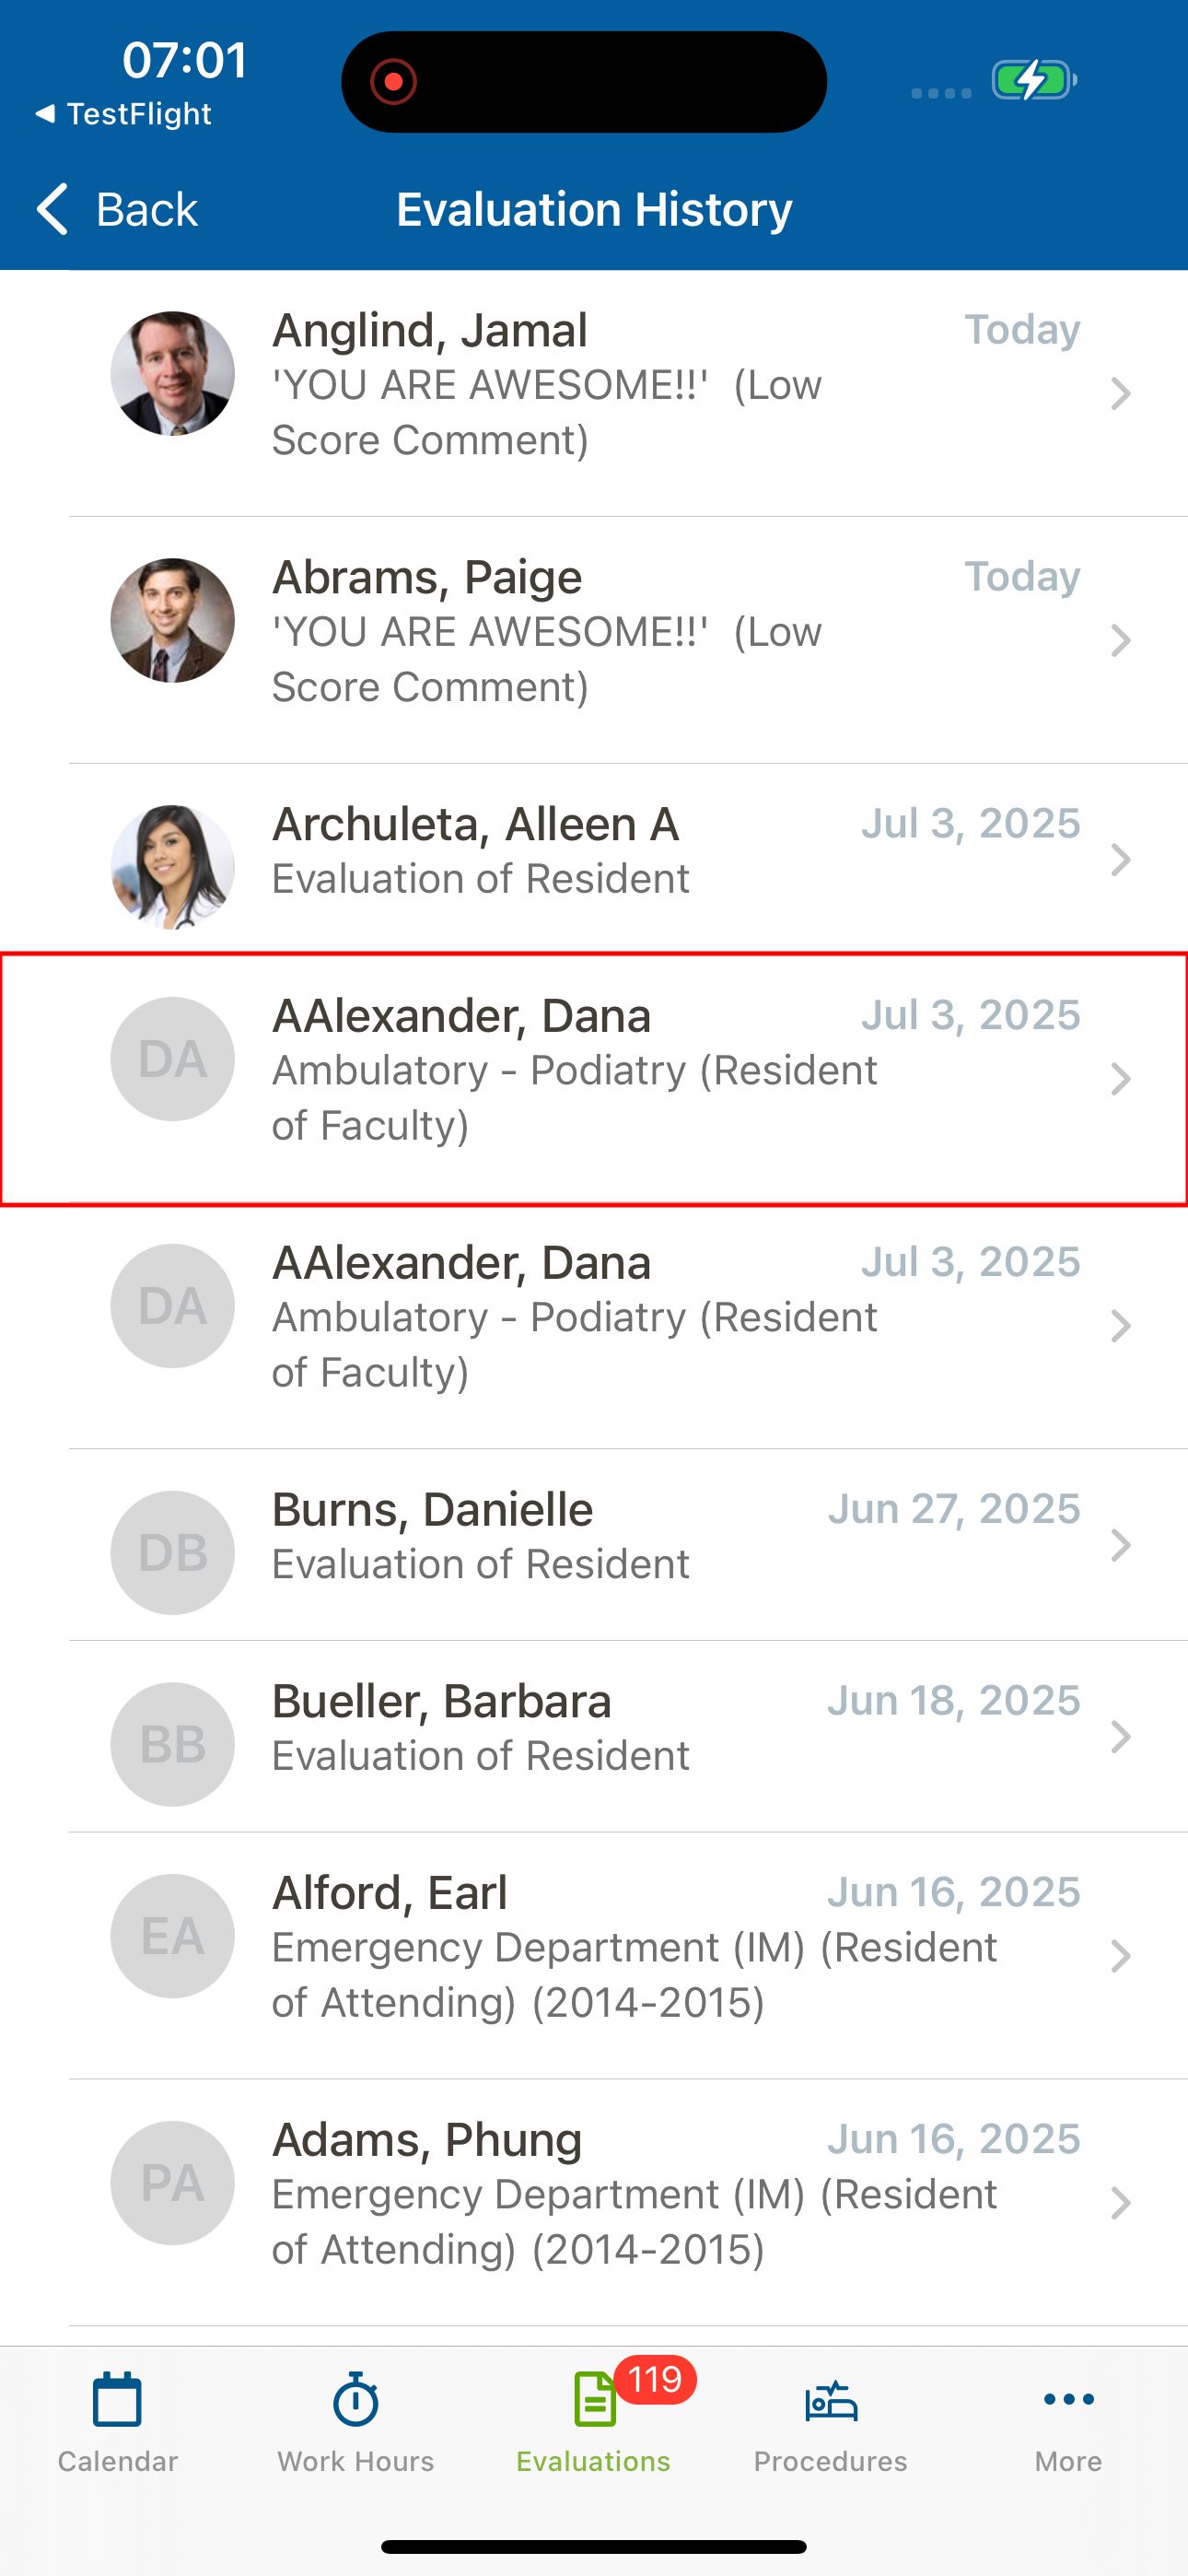 07:01
TestFlight
Back
Evaluation History
Anglind, Jamal
Today
'YOU ARE AWESOME!!'  (Low
Score Comment)
Abrams, Paige
Today
'YOU ARE AWESOME!!'  (Low
Score Comment)
Archuleta, Alleen A
Jul 3, 2025
Evaluation of Resident
DA
AAlexander, Dana
Jul 3, 2025
Ambulatory - Podiatry (Resident
of Faculty)
DA
AAlexander, Dana
Jul 3, 2025
Ambulatory - Podiatry (Resident
of Faculty)
DB
Burns, Danielle
Jun 27, 2025
Evaluation of Resident
BB
Bueller, Barbara
Jun 18, 2025
Evaluation of Resident
EA
Alford, Earl
Jun 16, 2025
Emergency Department (IM) (Resident
of Attending) (2014-2015)
PA
Adams, Phung
Jun 16, 2025
Emergency Department (IM) (Resident
of Attending) (2014-2015)
119
Calendar
Work Hours
Evaluations
Procedures
More